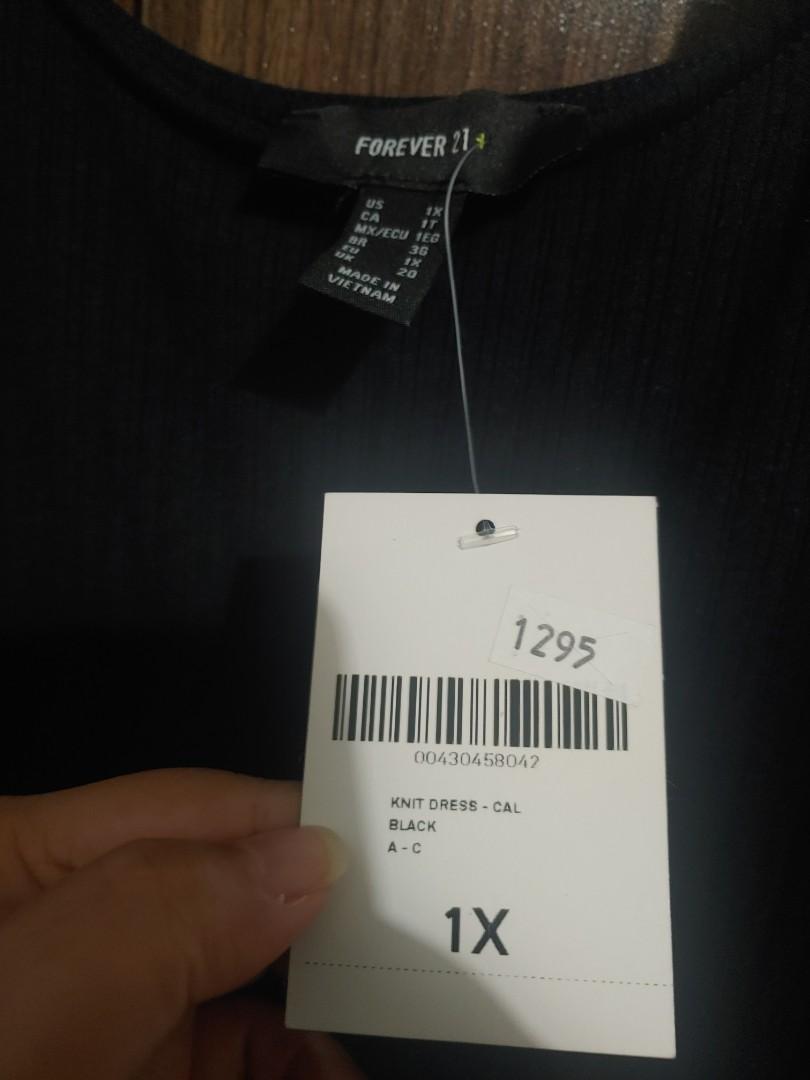 FOREVER 21+
US 1X
CA 1T
MX/ECU 1EG
BR 3G
EU 1X
UK 20
MADE IN
VIETNAM
1295
00430458042
KNIT DRESS - CAL
BLACK
A - C
1X